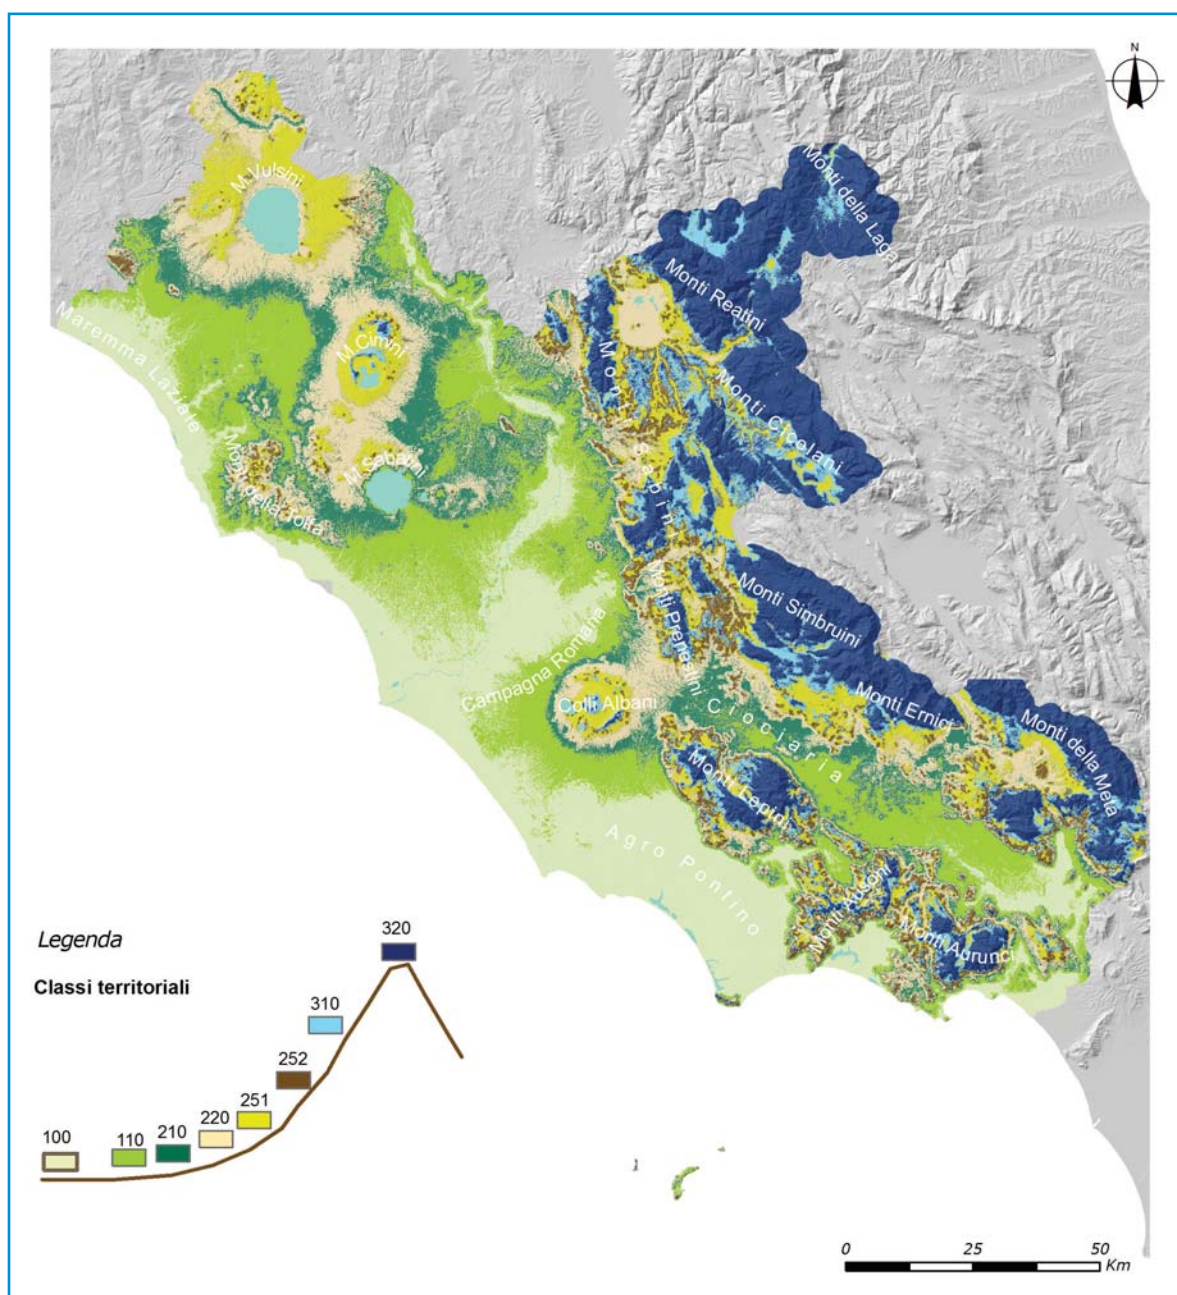 N
M.Vulsini
Monti della Laga
Monti Reatini
Maremma Laziale
M.Cimini
Monti Sabini
Monti Cicolani
M. Sabatini
Monti della Tolfa
Monti Simbruini
Monti Prenestini
Campagna Romana
Colli Albani
Monti Ernici
Ciociaria
Monti della Meta
Monti Lepini
Agro Pontino
Monti Ausoni
Monti Aurunci
Legenda
Classi territoriali
320
310
252
251
220
210
110
100
0 25 50
Km